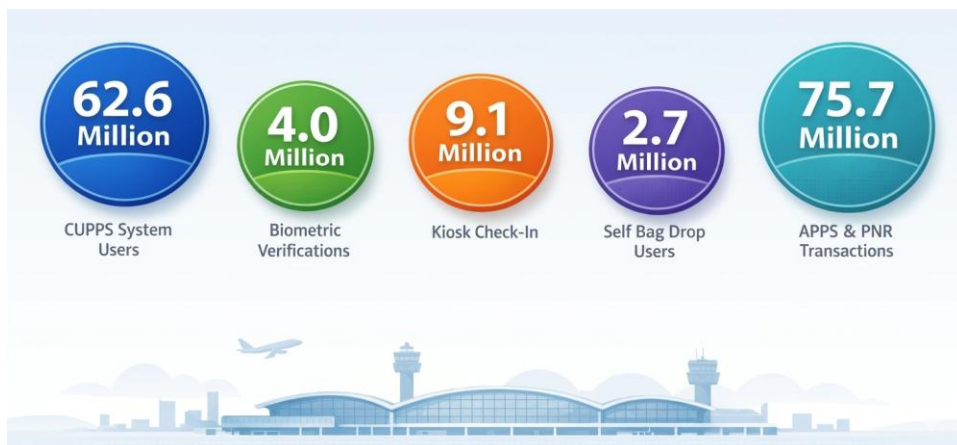 62.6
Million
CUPPS System
Users
4.0
Million
Biometric
Verifications
9.1
Million
Kiosk Check-In
2.7
Million
Self Bag Drop
Users
75.7
Million
APPS & PNR
Transactions